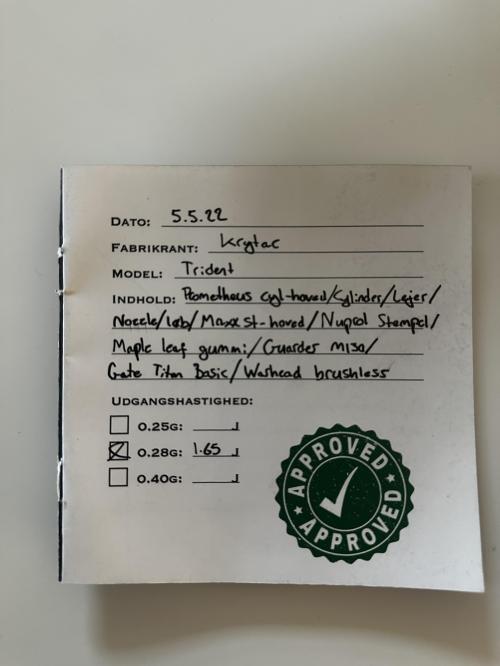 DATO: 5.5.22
FABRIKRANT: Krytac
MODEL: Trident
INDHOLD: Prometheus cyl-hoved/Cylinder/Lejer/
Nozzle/løb/Maxx st-hoved/Nuprol Stempel/
Maple leaf gummi/Guarder M120/
Gate Titan Basic/Warhead brushless
UDGANGSHASTIGHED:
0.25G: J
0.28G: 1.65 J
0.40G: J
APPROVED
APPROVED